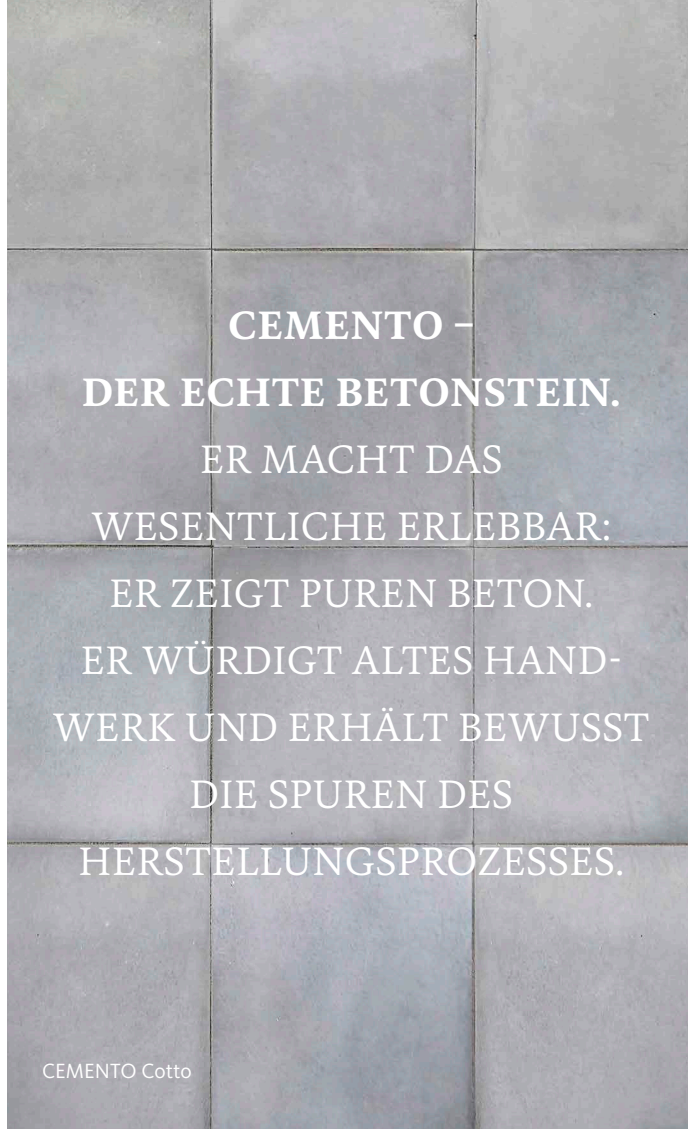 CEMENTO –
DER ECHTE BETONSTEIN.
ER MACHT DAS
WESENTLICHE ERLEBBAR:
ER ZEIGT PUREN BETON.
ER WÜRDIGT ALTES HAND-
WERK UND ERHÄLT BEWUSST
DIE SPUREN DES
HERSTELLUNGSPROZESSES.
CEMENTO Cotto